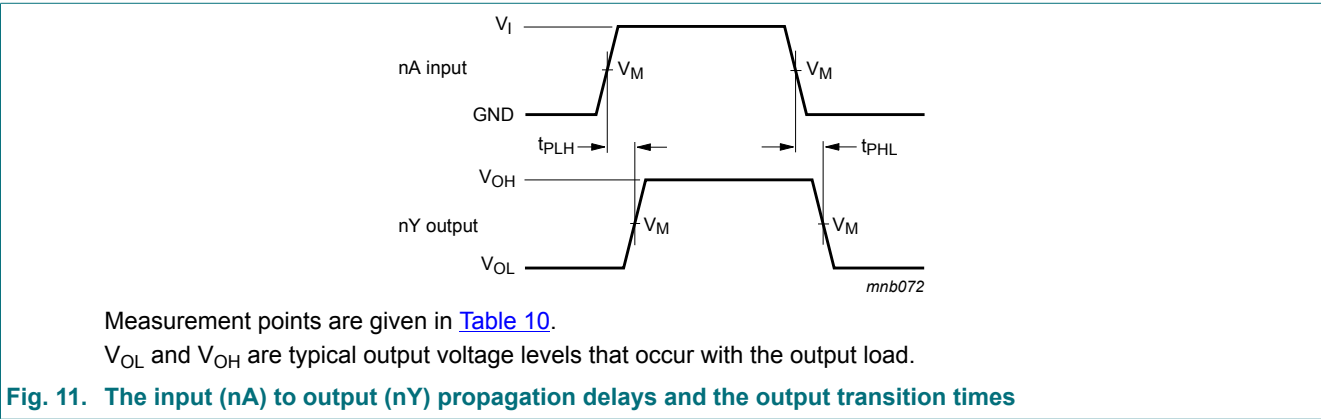 VI
nA input
VM
VM
GND
tPLH
tPHL
VOH
nY output
VM
VM
VOL
mnb072
Measurement points are given in Table 10.
VOL and VOH are typical output voltage levels that occur with the output load.
Fig. 11. The input (nA) to output (nY) propagation delays and the output transition times